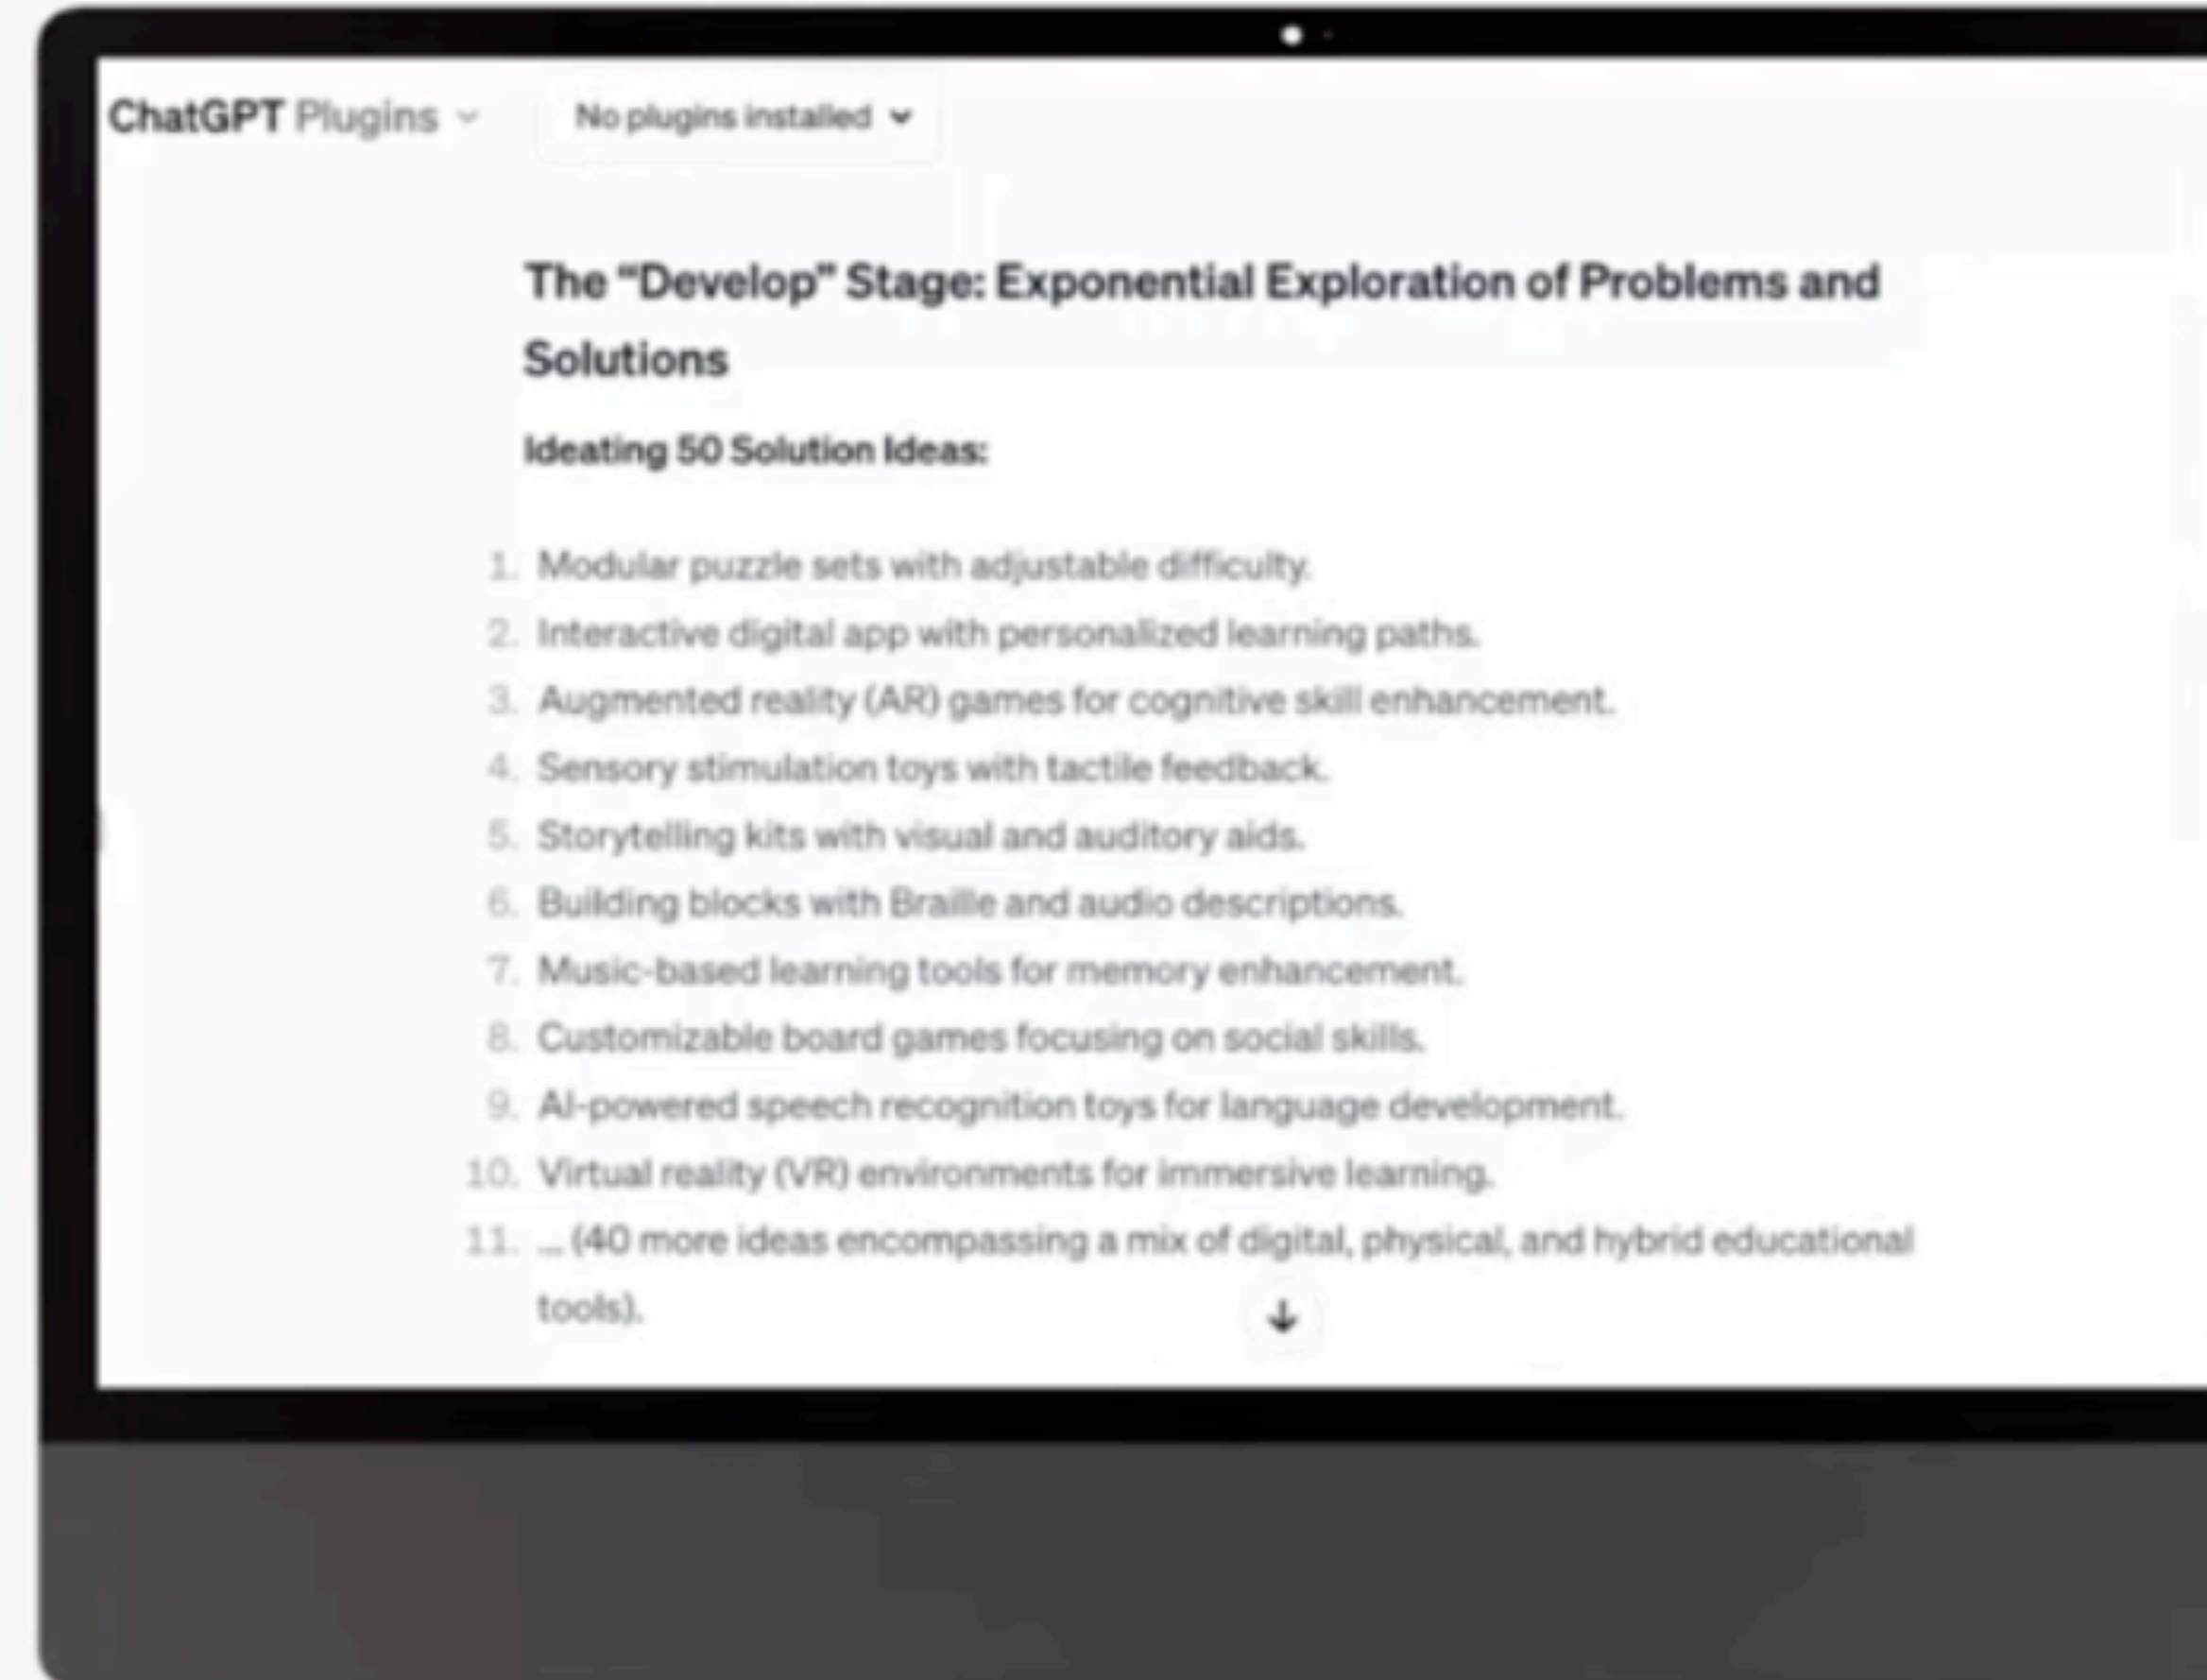 ChatGPT Plugins No plugins installed
The “Develop” Stage: Exponential Exploration of Problems and
Solutions
Ideating 50 Solution Ideas:
1. Modular puzzle sets with adjustable difficulty.
2. Interactive digital app with personalized learning paths.
3. Augmented reality (AR) games for cognitive skill enhancement.
4. Sensory stimulation toys with tactile feedback.
5. Storytelling kits with visual and auditory aids.
6. Building blocks with Braille and audio descriptions.
7. Music-based learning tools for memory enhancement.
8. Customizable board games focusing on social skills.
9. AI-powered speech recognition toys for language development.
10. Virtual reality (VR) environments for immersive learning.
11. ... (40 more ideas encompassing a mix of digital, physical, and hybrid educational
tools).